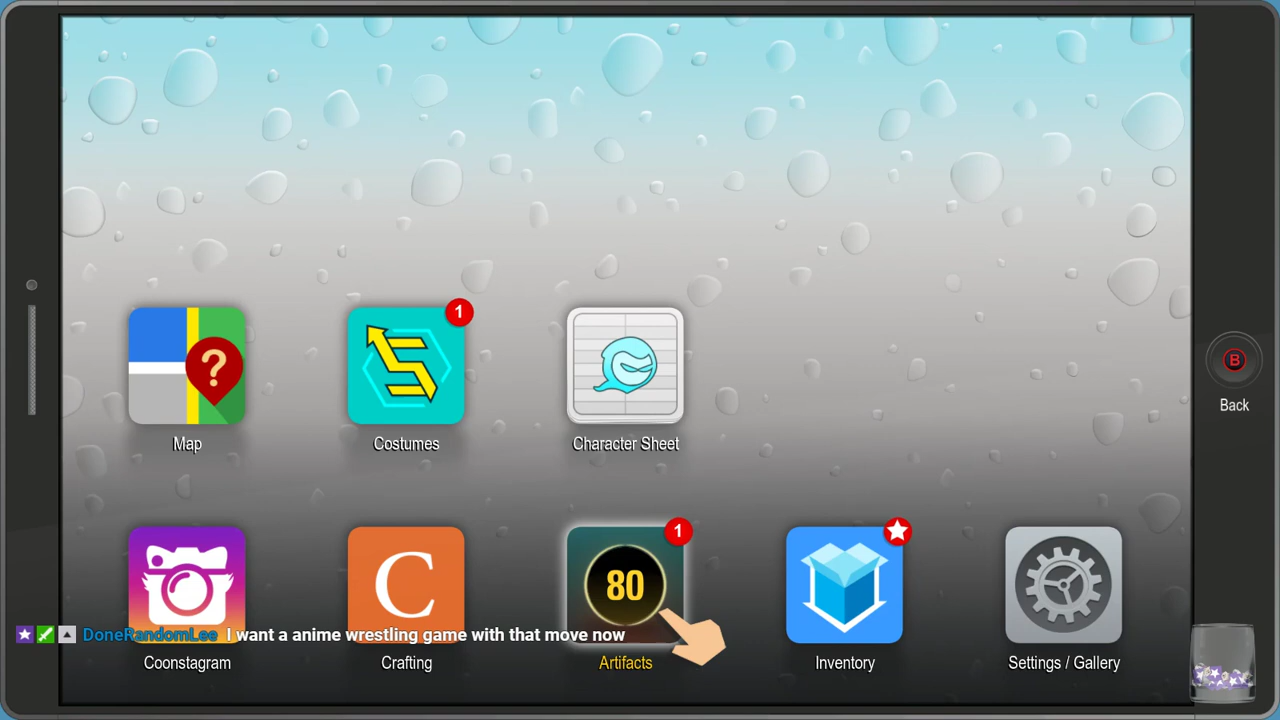 1
?
Map
Costumes
Character Sheet
B
Back
1
C
80
DoneRandomLee I want a anime wrestling game with that move now
Coonstagram
Crafting
Artifacts
Inventory
Settings / Gallery